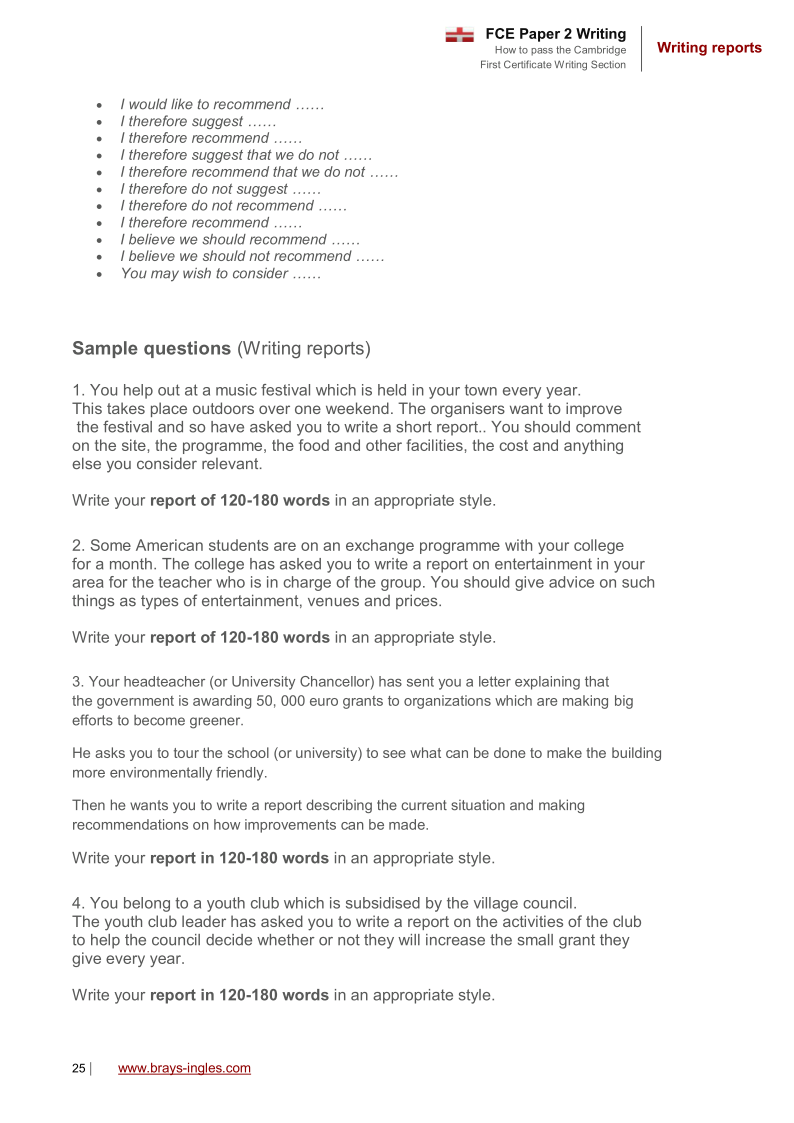 FCE Paper 2 Writing
How to pass the Cambridge
First Certificate Writing Section
Writing reports
• I would like to recommend ……
• I therefore suggest ……
• I therefore recommend ……
• I therefore suggest that we do not ……
• I therefore recommend that we do not ……
• I therefore do not suggest ……
• I therefore do not recommend ……
• I therefore recommend ……
• I believe we should recommend ……
• I believe we should not recommend ……
• You may wish to consider ……
Sample questions (Writing reports)
1. You help out at a music festival which is held in your town every year.
This takes place outdoors over one weekend. The organisers want to improve
the festival and so have asked you to write a short report.. You should comment
on the site, the programme, the food and other facilities, the cost and anything
else you consider relevant.
Write your report of 120-180 words in an appropriate style.
2. Some American students are on an exchange programme with your college
for a month. The college has asked you to write a report on entertainment in your
area for the teacher who is in charge of the group. You should give advice on such
things as types of entertainment, venues and prices.
Write your report of 120-180 words in an appropriate style.
3. Your headteacher (or University Chancellor) has sent you a letter explaining that
the government is awarding 50, 000 euro grants to organizations which are making big
efforts to become greener.
He asks you to tour the school (or university) to see what can be done to make the building
more environmentally friendly.
Then he wants you to write a report describing the current situation and making
recommendations on how improvements can be made.
Write your report in 120-180 words in an appropriate style.
4. You belong to a youth club which is subsidised by the village council.
The youth club leader has asked you to write a report on the activities of the club
to help the council decide whether or not they will increase the small grant they
give every year.
Write your report in 120-180 words in an appropriate style.
25 | www.brays-ingles.com